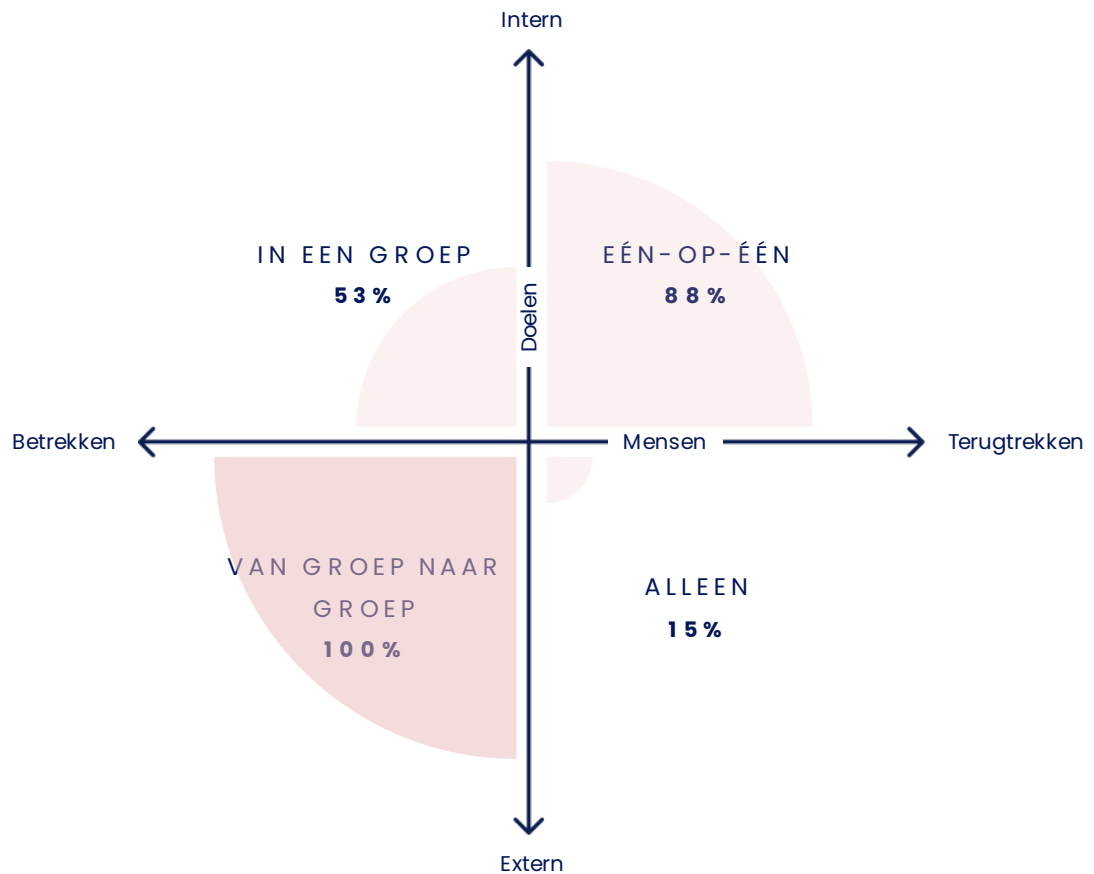 Intern
IN EEN GROEP
53%
EÉN-OP-ÉÉN
88%
Doelen
Betrekken
Mensen
Terugtrekken
VAN GROEP NAAR
GROEP
100%
ALLEEN
15%
Extern